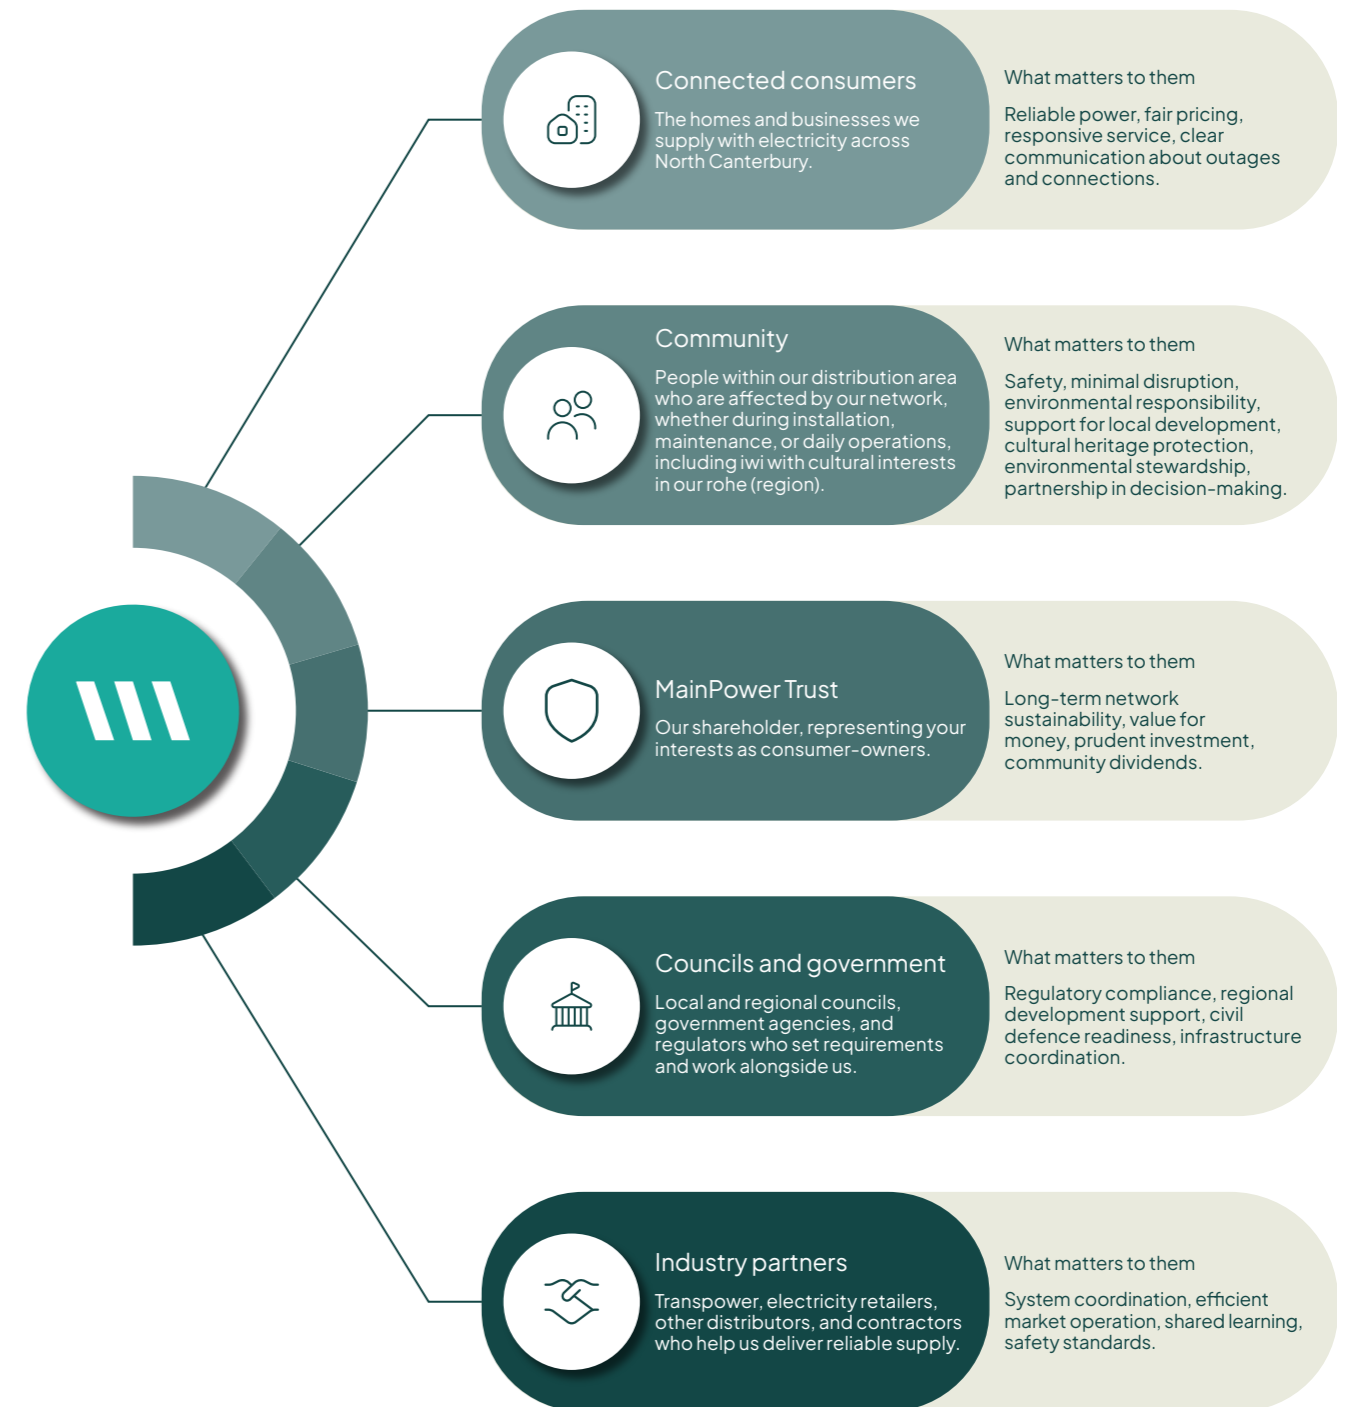 Connected consumers
The homes and businesses we
supply with electricity across
North Canterbury.
What matters to them
Reliable power, fair pricing,
responsive service, clear
communication about outages
and connections.
Community
People within our distribution area
who are affected by our network,
whether during installation,
maintenance, or daily operations,
including iwi with cultural interests
in our rohe (region).
What matters to them
Safety, minimal disruption,
environmental responsibility,
support for local development,
cultural heritage protection,
environmental stewardship,
partnership in decision-making.
MainPower Trust
Our shareholder, representing your
interests as consumer-owners.
What matters to them
Long-term network
sustainability, value for
money, prudent investment,
community dividends.
Councils and government
Local and regional councils,
government agencies, and
regulators who set requirements
and work alongside us.
What matters to them
Regulatory compliance, regional
development support, civil
defence readiness, infrastructure
coordination.
Industry partners
Transpower, electricity retailers,
other distributors, and contractors
who help us deliver reliable supply.
What matters to them
System coordination, efficient
market operation, shared learning,
safety standards.